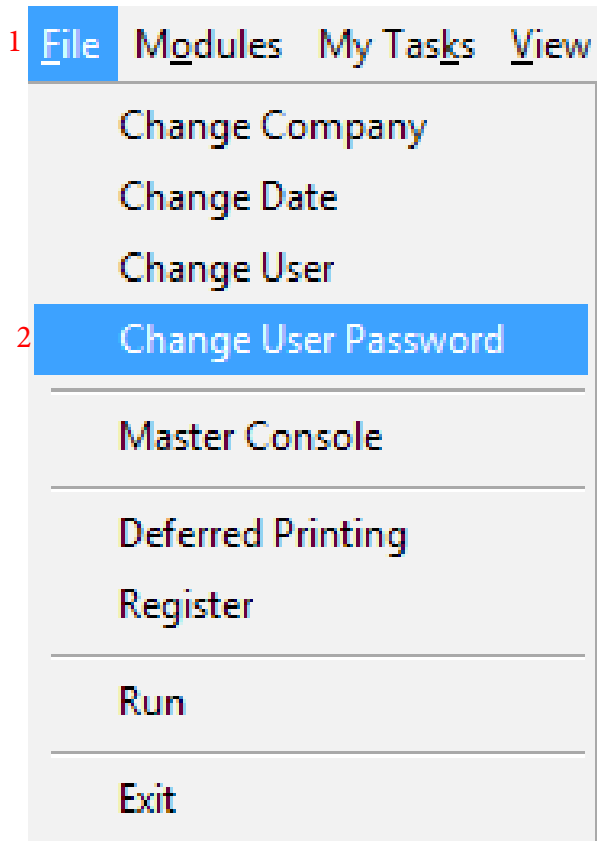 1 File Modules My Tasks View
Change Company
Change Date
Change User
2 Change User Password
Master Console
Deferred Printing
Register
Run
Exit